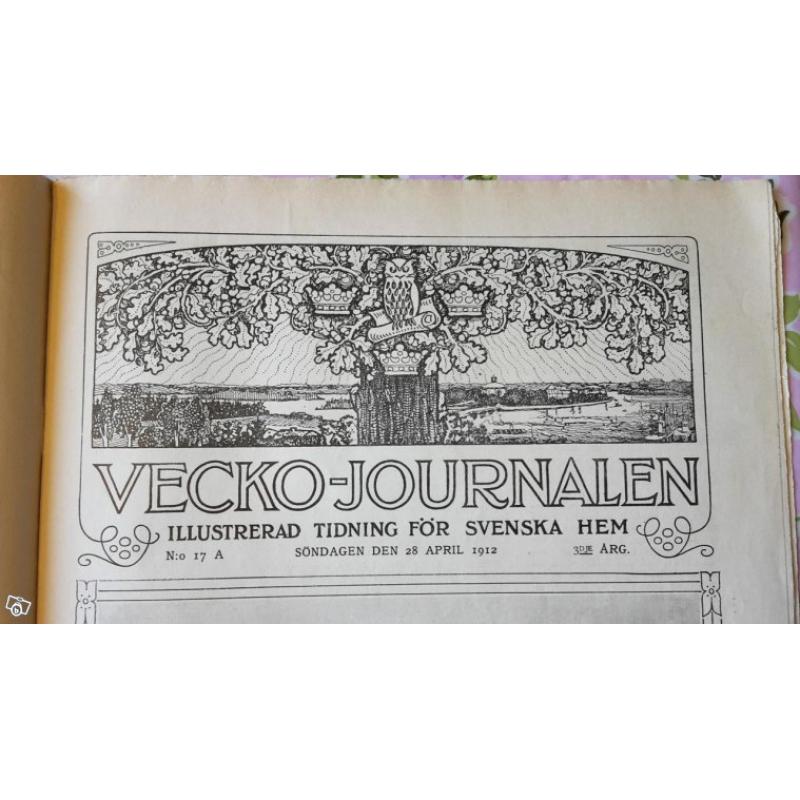 VECKO-JOURNALEN
ILLUSTRERAD TIDNING FÖR SVENSKA HEM
N:o 17 A SÖNDAGEN DEN 28 APRIL 1912 3DJE ÅRG.